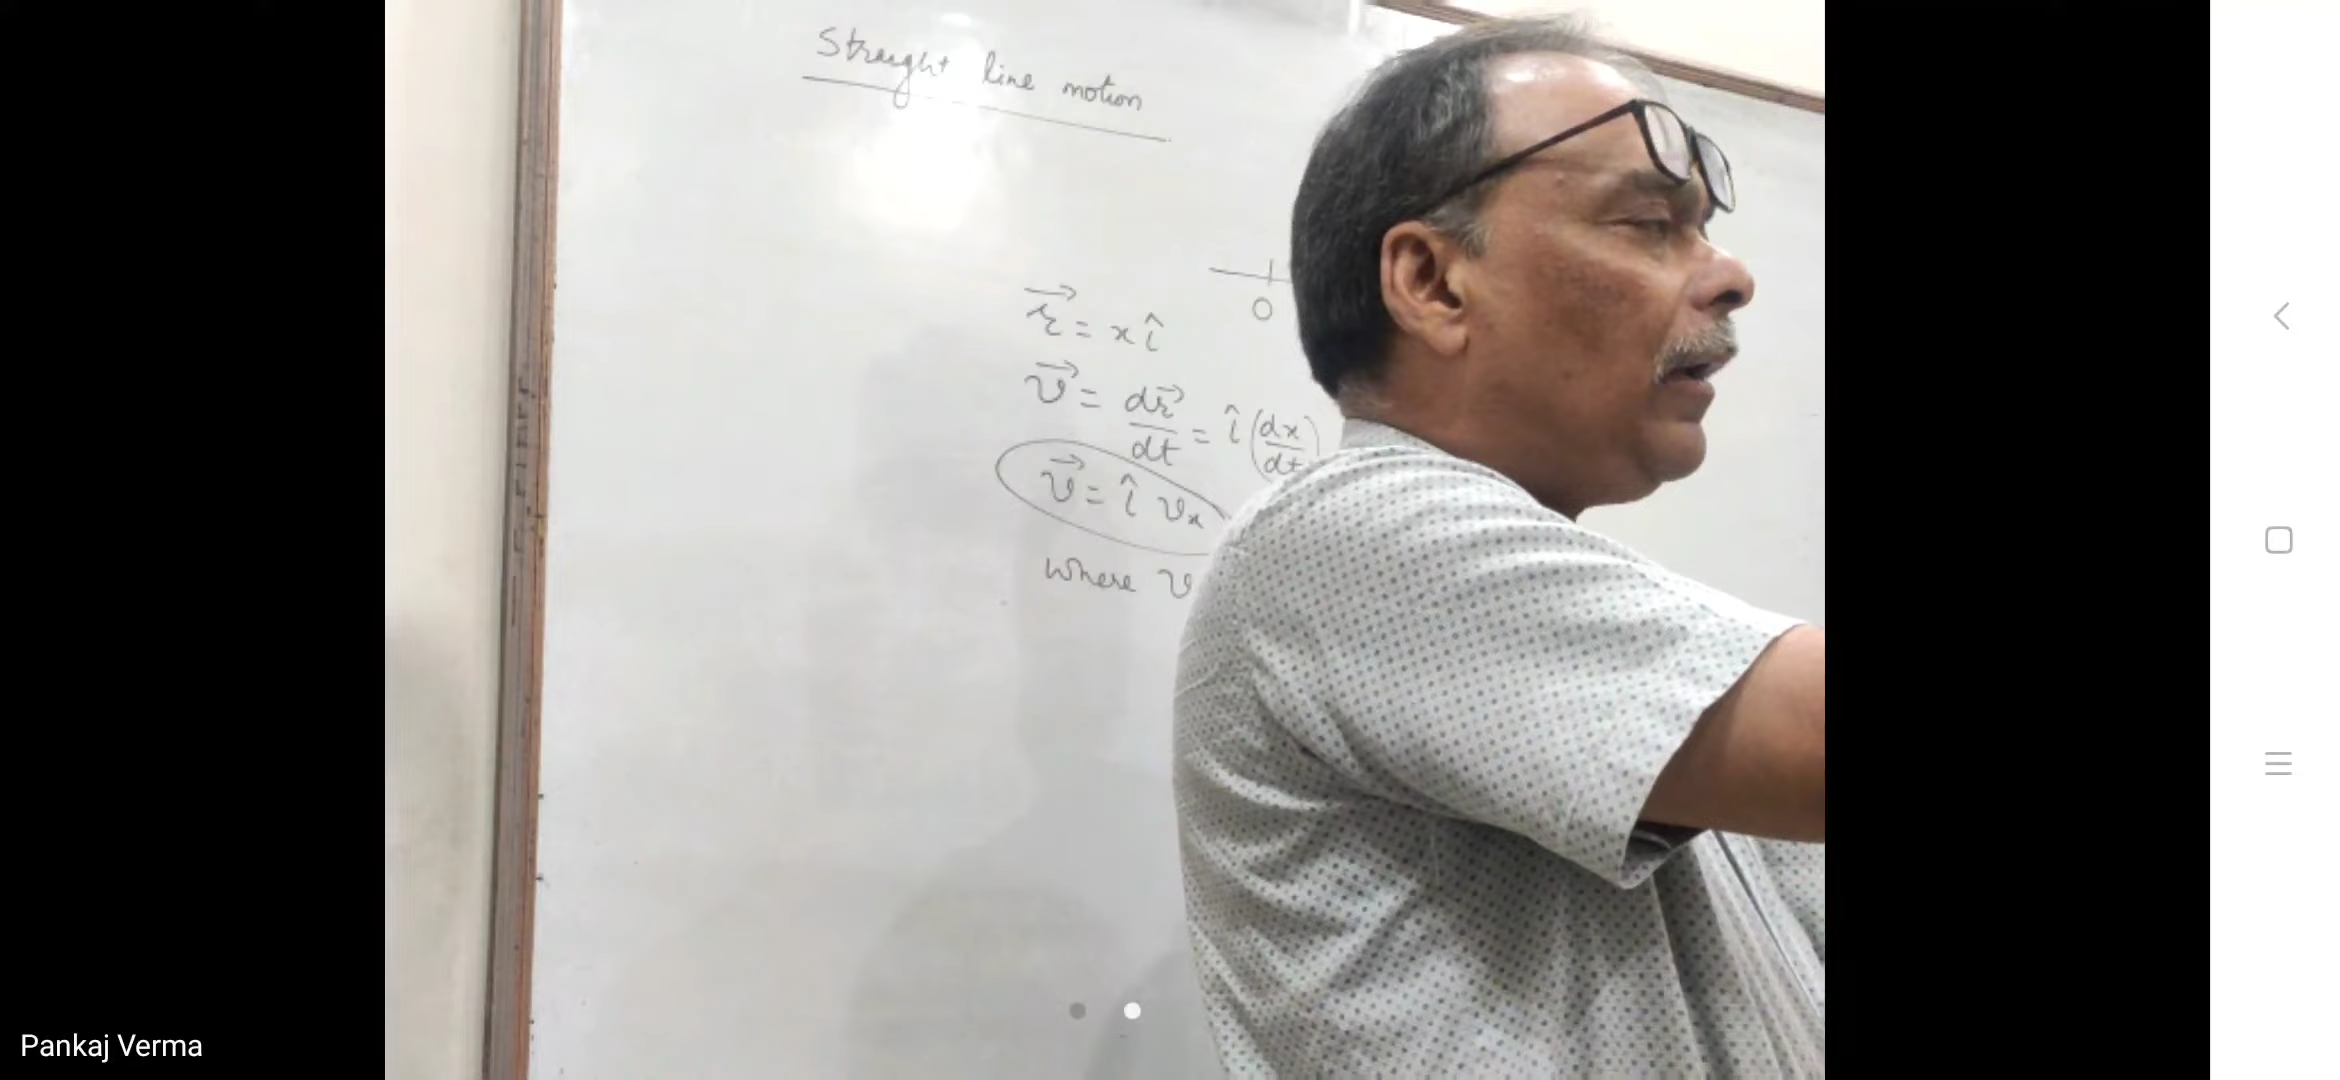 Straight line motion
O
r⃗ = x î
v⃗ = dr⃗/dt = î (dx/dt)
v⃗ = î vₓ
where v
Pankaj Verma